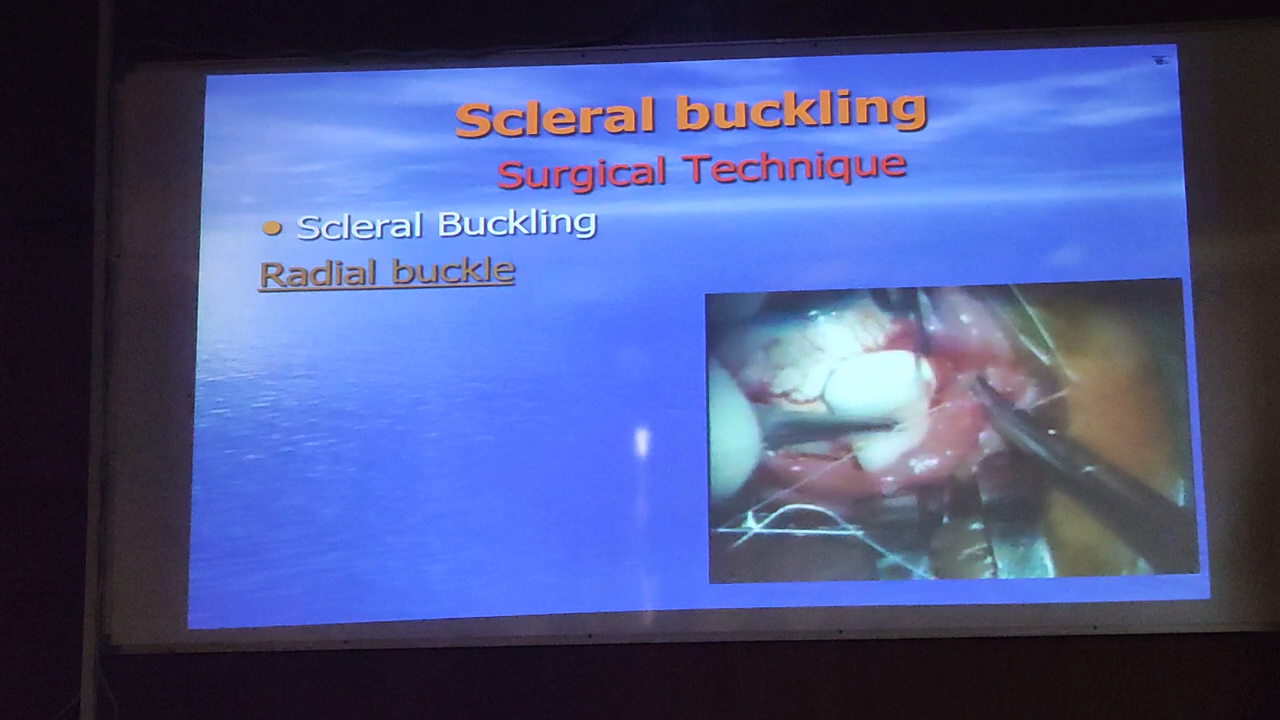 Scleral buckling
Surgical Technique
• Scleral Buckling
Radial buckle